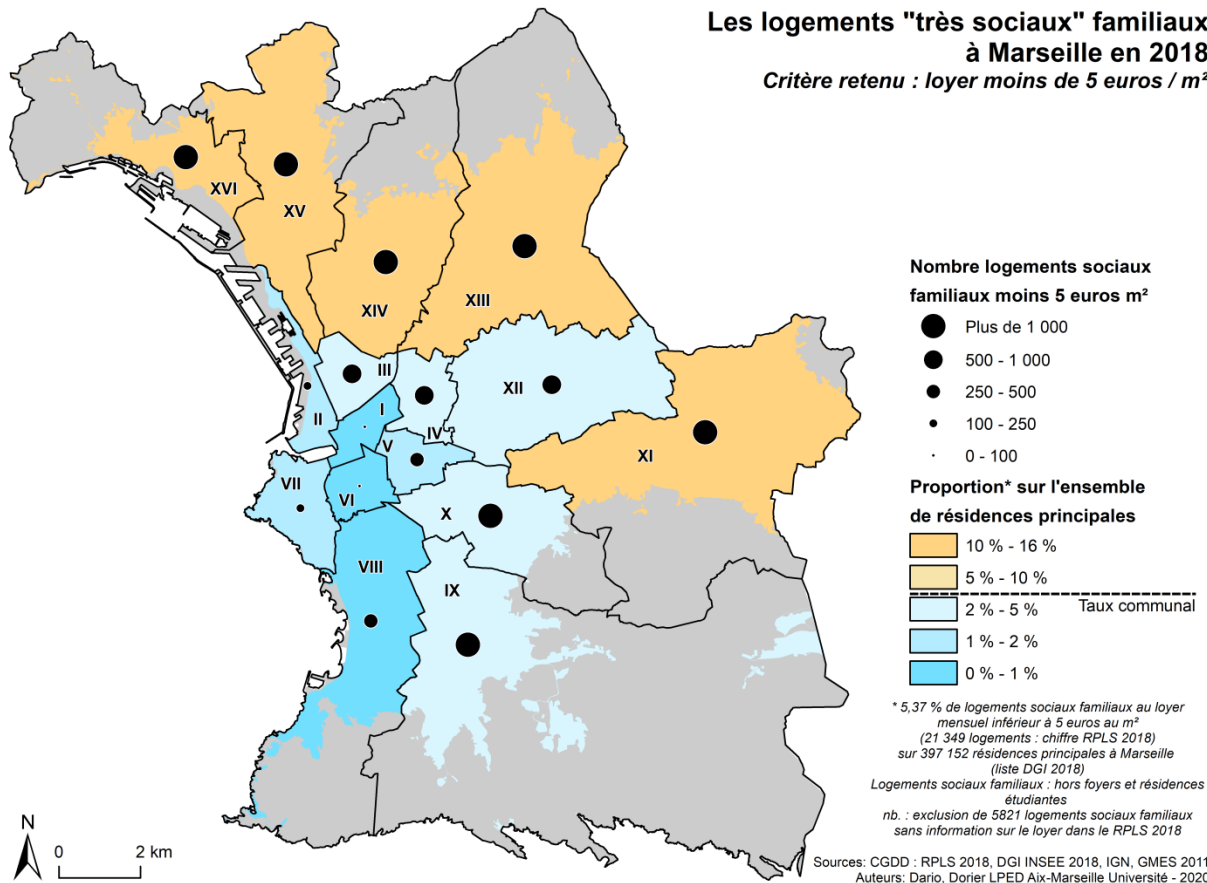 Les logements "très sociaux" familiaux
à Marseille en 2018
Critère retenu : loyer moins de 5 euros / m²
XVI
XV
XIV
XIII
III
I
II
IV
V
XII
XI
VII
VI
X
VIII
IX
Nombre logements sociaux
familiaux moins 5 euros m²
Plus de 1 000
500 - 1 000
250 - 500
100 - 250
0 - 100
Proportion* sur l'ensemble
de résidences principales
10 % - 16 %
5 % - 10 %
Taux communal
2 % - 5 %
1 % - 2 %
0 % - 1 %
* 5,37 % de logements sociaux familiaux au loyer
mensuel inférieur à 5 euros au m²
(21 349 logements : chiffre RPLS 2018)
sur 397 152 résidences principales à Marseille
(liste DGI 2018)
Logements sociaux familiaux : hors foyers et résidences
étudiantes
nb. : exclusion de 5821 logements sociaux familiaux
sans information sur le loyer dans le RPLS 2018
N
0 2 km
Sources: CGDD : RPLS 2018, DGI INSEE 2018, IGN, GMES 2011
Auteurs: Dario, Dorier LPED Aix-Marseille Université - 2020